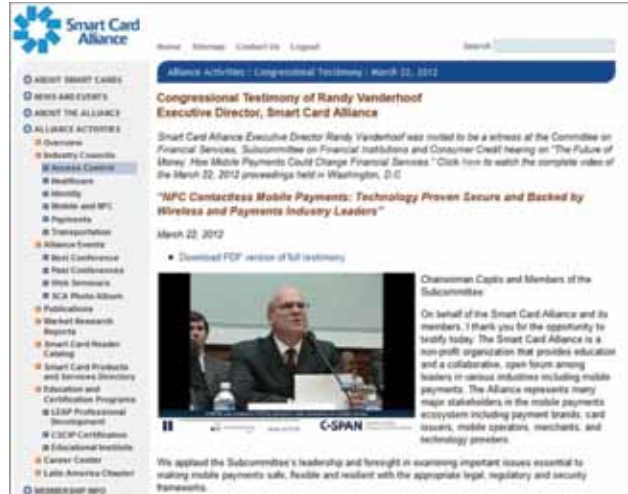 Smart Card
Alliance
Home Sitemap Contact Us Logout
Search
Alliance Activities : Congressional Testimony : March 22, 2012
ABOUT SMART CARDS
NEWS AND EVENTS
ABOUT THE ALLIANCE
ALLIANCE ACTIVITIES
Overview
Industry Councils
Access Control
Healthcare
Identity
Mobile and NFC
Payments
Transportation
Alliance Events
Next Conference
Past Conferences
Web Seminars
SCA Photo Album
Publications
Market Research
Reports
Smart Card Reader
Catalog
Smart Card Products
and Services Directory
Education and
Certification Programs
LEAP Professional
Development
CSCIP Certification
Educational Institute
Career Center
Latin America Chapter
MEMBERSHIP INFO
Congressional Testimony of Randy Vanderhoof
Executive Director, Smart Card Alliance
Smart Card Alliance Executive Director Randy Vanderhoof was invited to be a witness at the Committee on
Financial Services, Subcommittee on Financial Institutions and Consumer Credit hearing on "The Future of
Money: How Mobile Payments Could Change Financial Services." Click here to watch the complete video of
the March 22, 2012 proceedings held in Washington, D.C.
"NFC Contactless Mobile Payments: Technology Proven Secure and Backed by
Wireless and Payments Industry Leaders"
March 22, 2012
Download PDF version of full testimony
C-SPAN
Chairwoman Capito and Members of the
Subcommittee:
On behalf of the Smart Card Alliance and its
members, I thank you for the opportunity to
testify today. The Smart Card Alliance is a
non-profit organization that provides education
and a collaborative, open forum among
leaders in various industries including mobile
payments. The Alliance represents many
major stakeholders in the mobile payments
ecosystem including payment brands, card
issuers, mobile operators, merchants, and
technology providers.
We applaud the Subcommittee's leadership and foresight in examining important issues essential to
making mobile payments safe, flexible and resilient with the appropriate legal, regulatory and security
frameworks.